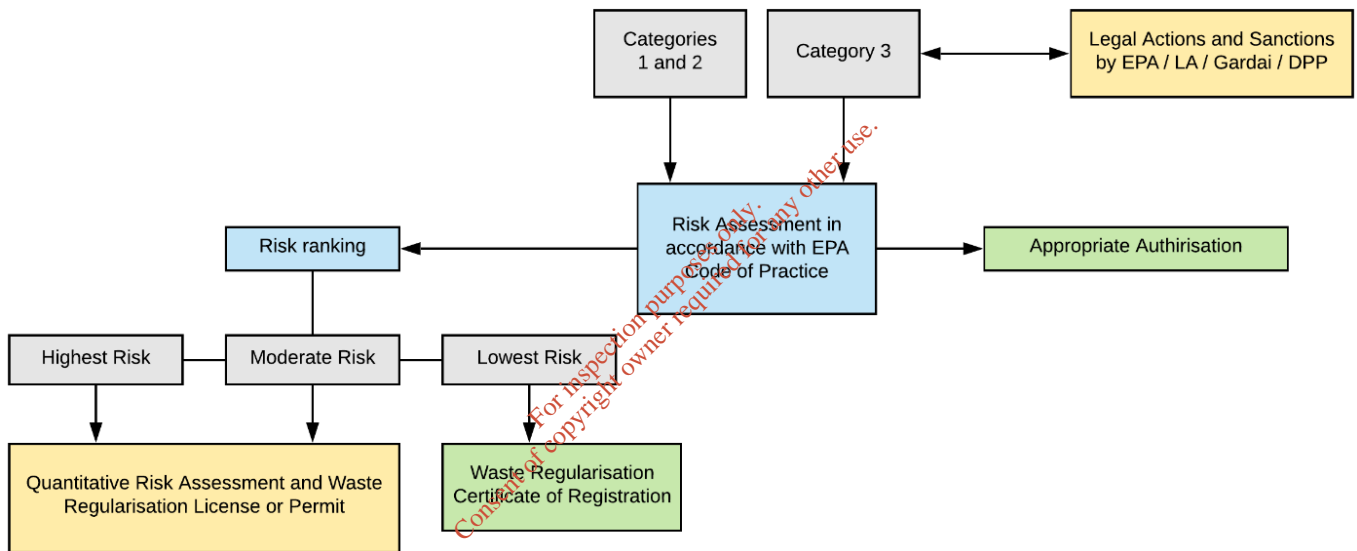 Categories
1 and 2
Category 3
Legal Actions and Sanctions
by EPA / LA / Gardai / DPP
Risk Assessment in
accordance with EPA
Code of Practice
Risk ranking
Appropriate Authirisation
Highest Risk
Moderate Risk
Lowest Risk
Quantitative Risk Assessment and Waste
Regularisation License or Permit
Waste Regularisation
Certificate of Registration
For inspection purposes only.
Consent of copyright owner required for any other use.